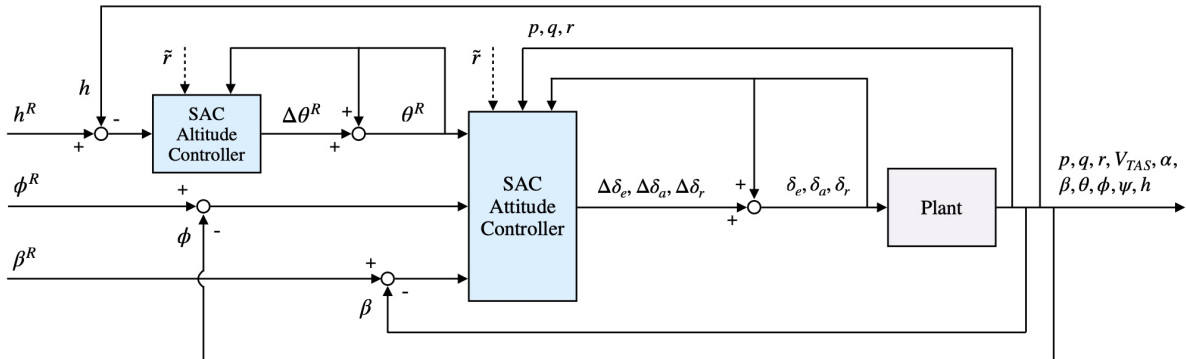 p, q, r
r̃
r̃
h
SAC
Altitude
Controller
-
h^R
+
Δθ^R
+
+
θ^R
ϕ^R
+
ϕ
-
SAC
Attitude
Controller
Δδ_e, Δδ_a, Δδ_r
+
+
δ_e, δ_a, δ_r
Plant
p, q, r, V_TAS, α,
β, θ, ϕ, ψ, h
β^R
+
β
-